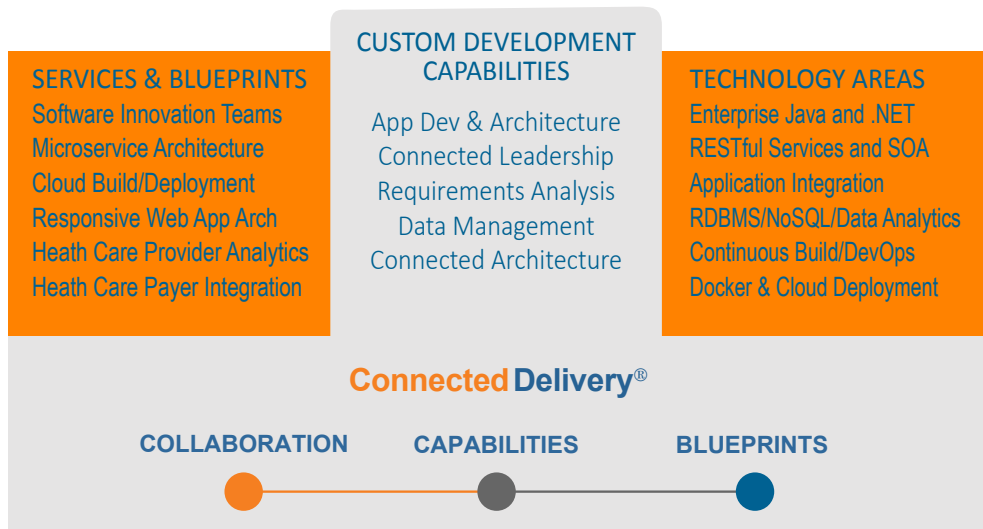 SERVICES & BLUEPRINTS
Software Innovation Teams
Microservice Architecture
Cloud Build/Deployment
Responsive Web App Arch
Heath Care Provider Analytics
Heath Care Payer Integration
CUSTOM DEVELOPMENT
CAPABILITIES
App Dev & Architecture
Connected Leadership
Requirements Analysis
Data Management
Connected Architecture
TECHNOLOGY AREAS
Enterprise Java and .NET
RESTful Services and SOA
Application Integration
RDBMS/NoSQL/Data Analytics
Continuous Build/DevOps
Docker & Cloud Deployment
Connected Delivery®
COLLABORATION
CAPABILITIES
BLUEPRINTS